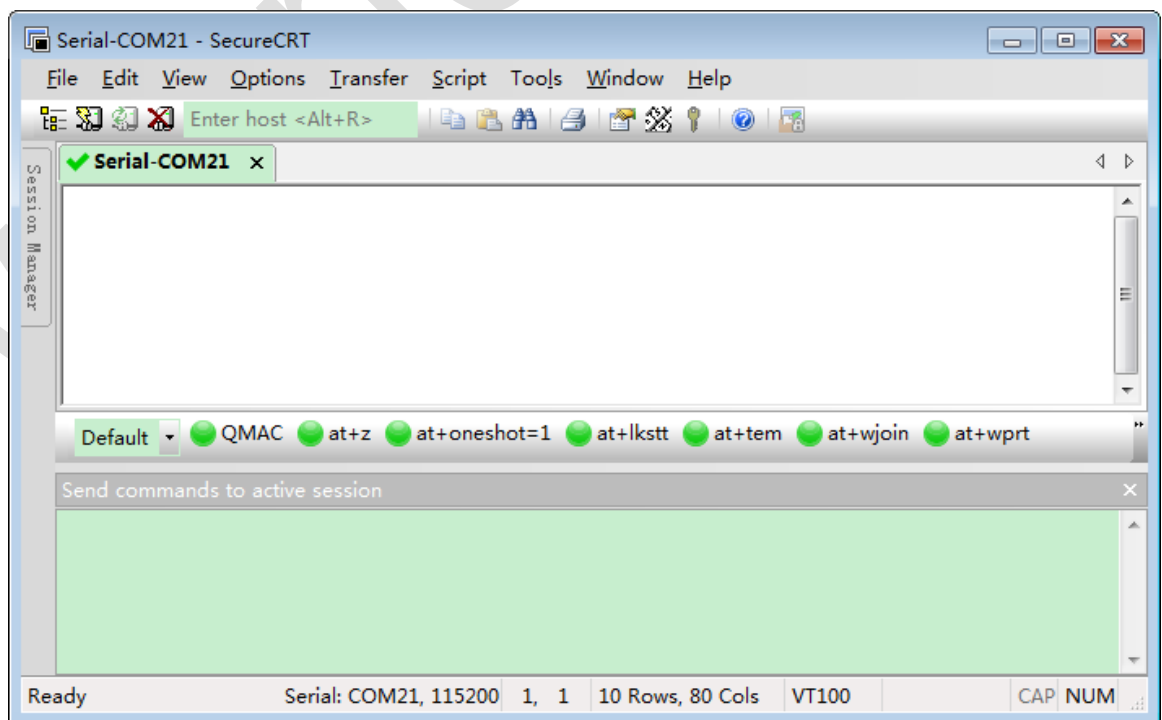 Serial-COM21 - SecureCRT
File Edit View Options Transfer Script Tools Window Help
Enter host <Alt+R>
Serial-COM21 x
Session Manager
Default QMAC at+z at+oneshot=1 at+lkstt at+tem at+wjoin at+wprt
Send commands to active session
Ready Serial: COM21, 115200 1, 1 10 Rows, 80 Cols VT100 CAP NUM